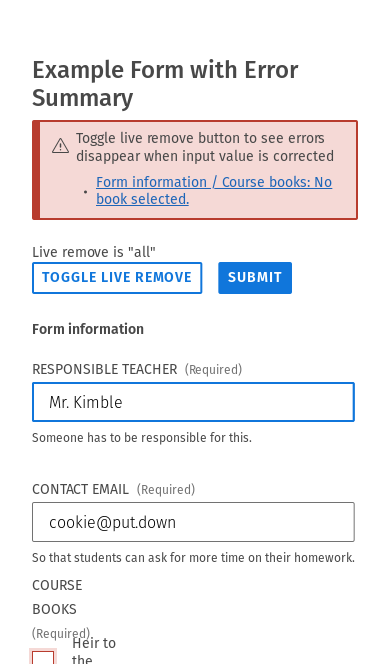 Example Form with Error
Summary
Toggle live remove button to see errors
disappear when input value is corrected
• Form information / Course books: No
book selected.
Live remove is "all"
TOGGLE LIVE REMOVE SUBMIT
Form information
RESPONSIBLE TEACHER (Required)
Mr. Kimble
Someone has to be responsible for this.
CONTACT EMAIL (Required)
cookie@put.down
So that students can ask for more time on their homework.
COURSE
BOOKS
(Required)
Heir to
the